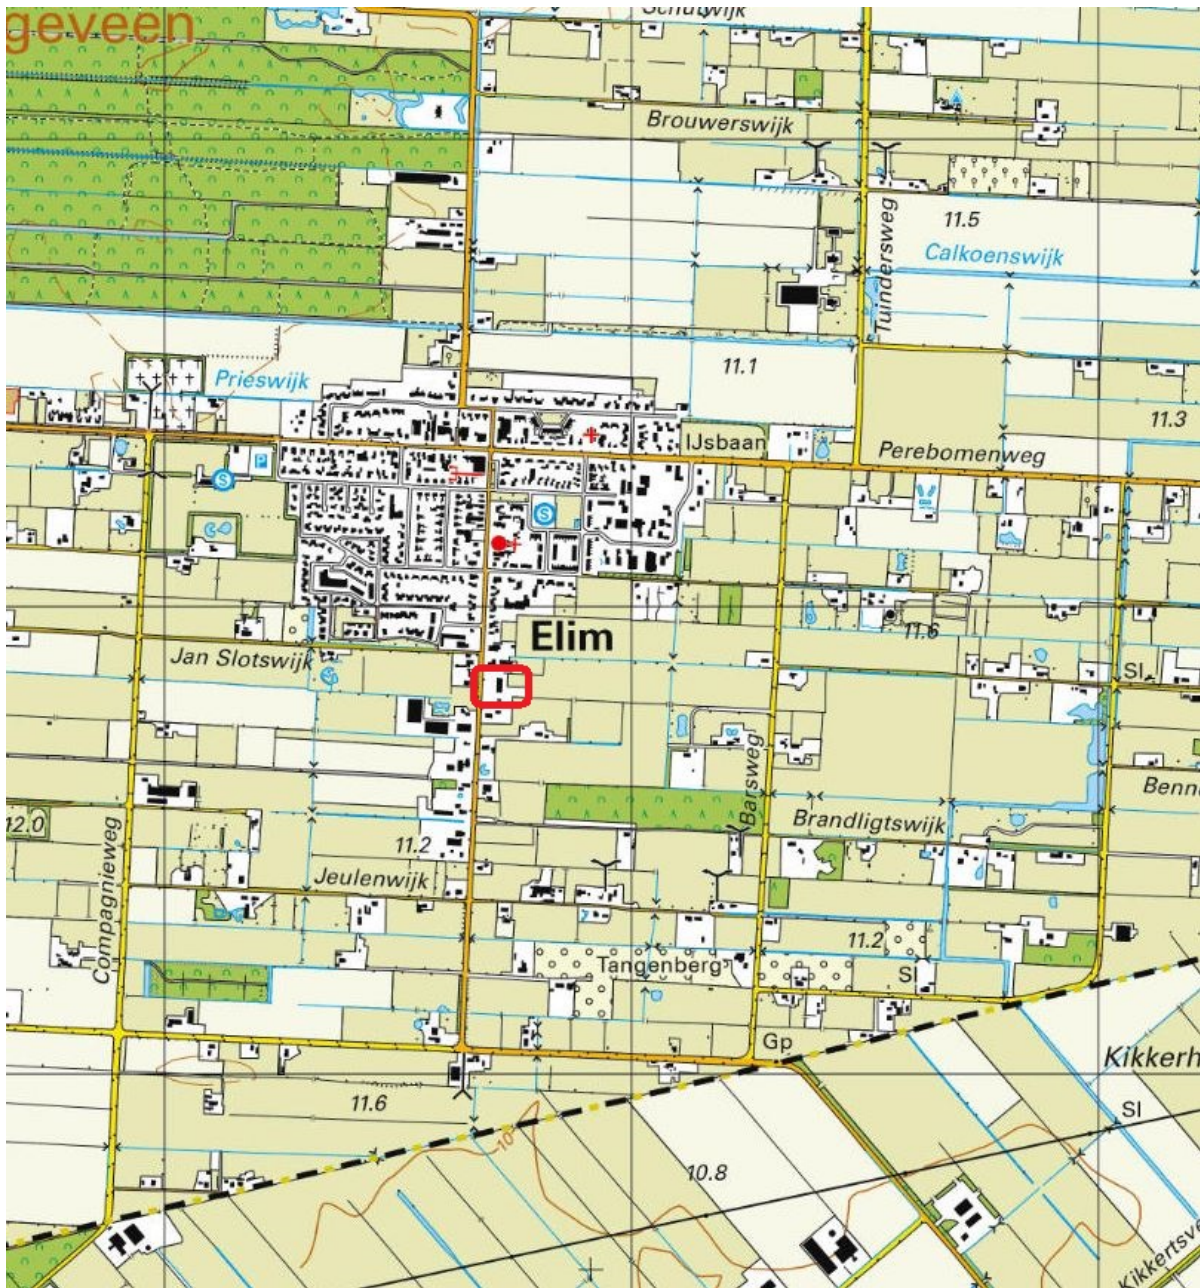 geveen
Schutwijk
Brouwerswijk
11.5
Tuindersweg
Calkoenswijk
11.1
Prieswijk
11.3
IJsbaan
Perebomenweg
P
S
S
11.6
Elim
Jan Slotswijk
Sl
Barsweg
Benn
12.0
Brandligtswijk
11.2
Compagnieweg
Jeulenwijk
11.2
Tangenberg
Sl
Gp
Kikkerh
11.6
Sl
10
10.8
Kikkertsve